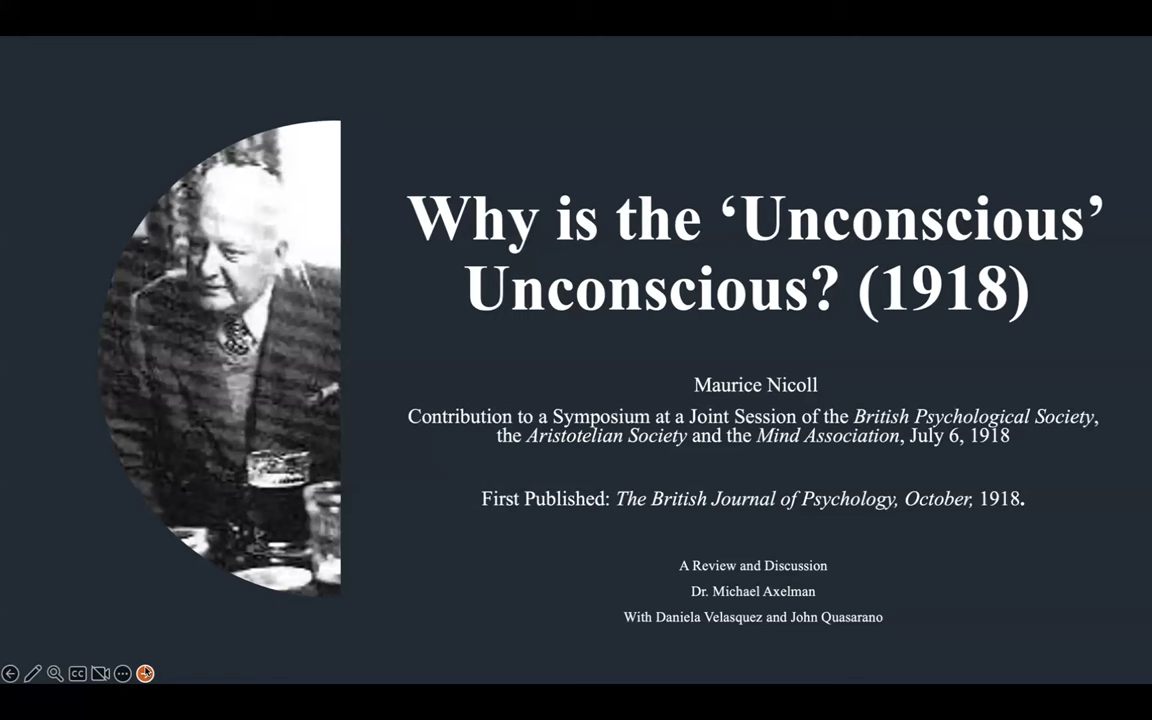 Why is the ‘Unconscious’
Unconscious? (1918)
Maurice Nicoll
Contribution to a Symposium at a Joint Session of the British Psychological Society,
the Aristotelian Society and the Mind Association, July 6, 1918
First Published: The British Journal of Psychology, October, 1918.
A Review and Discussion
Dr. Michael Axelman
With Daniela Velasquez and John Quasarano
CC